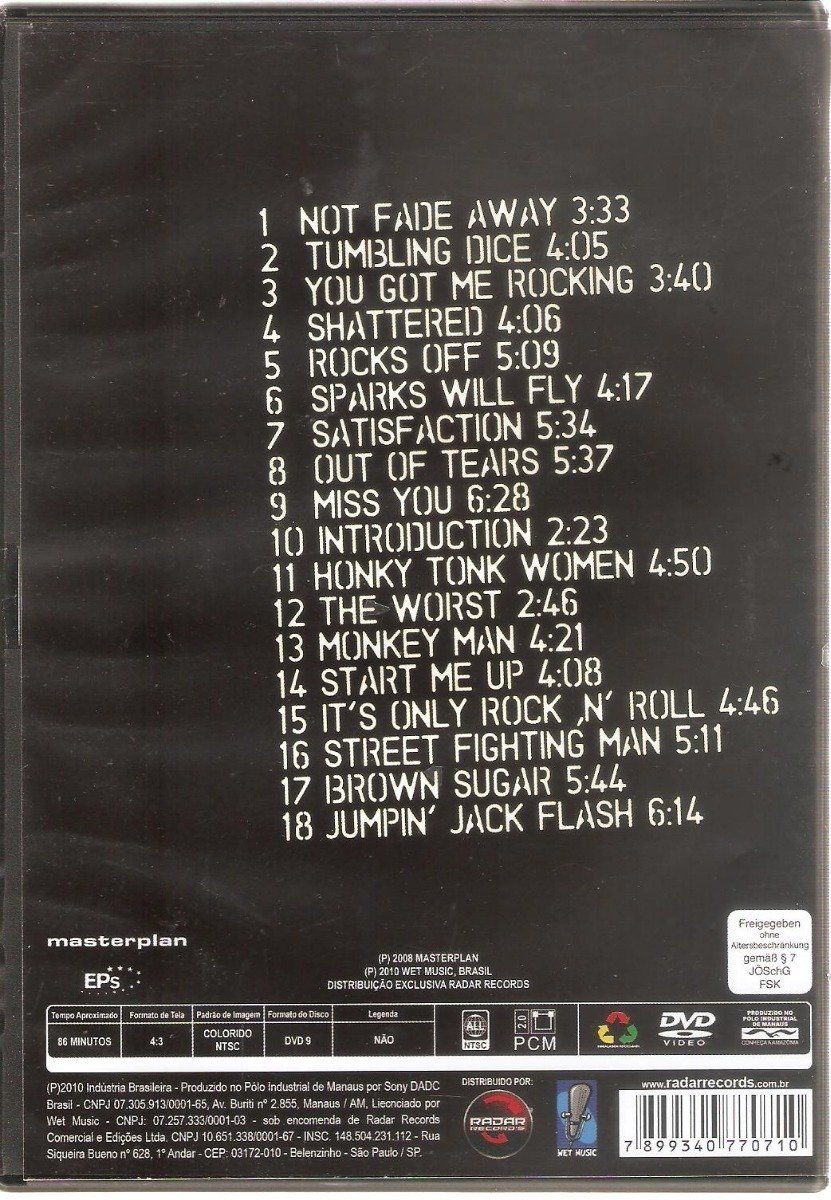 1 NOT FADE AWAY 3:33
2 TUMBLING DICE 4:05
3 YOU GOT ME ROCKING 3:40
4 SHATTERED 4:06
5 ROCKS OFF 5:09
6 SPARKS WILL FLY 4:17
7 SATISFACTION 5:34
8 OUT OF TEARS 5:37
9 MISS YOU 6:28
10 INTRODUCTION 2:23
11 HONKY TONK WOMEN 4:50
12 THE WORST 2:46
13 MONKEY MAN 4:21
14 START ME UP 4:08
15 IT'S ONLY ROCK ,N' ROLL 4:46
16 STREET FIGHTING MAN 5:11
17 BROWN SUGAR 5:44
18 JUMPIN' JACK FLASH 6:14
masterplan
EPs
(P) 2008 MASTERPLAN
(P) 2010 WET MUSIC, BRASIL
DISTRIBUIÇÃO EXCLUSIVA RADAR RECORDS
Freigegeben
ohne
Altersbeschränkung
gemäß § 7
JÖSchG
FSK
Tempo Aproximado Formato de Tela Padrão de Imagem Formato do Disco Legenda
86 MINUTOS 4:3 COLORIDO NTSC DVD 9 NÃO
ALL
NTSC
2.0
PCM
DVD
VIDEO
PRODUZIDO NO
PÓLO INDUSTRIAL
DE MANAUS
CONHEÇA A AMAZÔNIA
(P)2010 Indústria Brasileira - Produzido no Pólo Industrial de Manaus por Sony DADC
Brasil - CNPJ 07.305.913/0001-65, Av. Buriti nº 2.855, Manaus / AM, Liecnciado por
Wet Music - CNPJ: 07.257.333/0001-03 - sob encomenda de Radar Records
Comercial e Edições Ltda. CNPJ 10.651.338/0001-67 - INSC. 148.504.231.112 - Rua
Siqueira Bueno nº 628, 1º Andar - CEP: 03172-010 - Belenzinho - São Paulo / SP.
DISTRIBUIDO POR:
RADAR
RECORDS
WET MUSIC
www.radarrecords.com.br
7 899340 770710